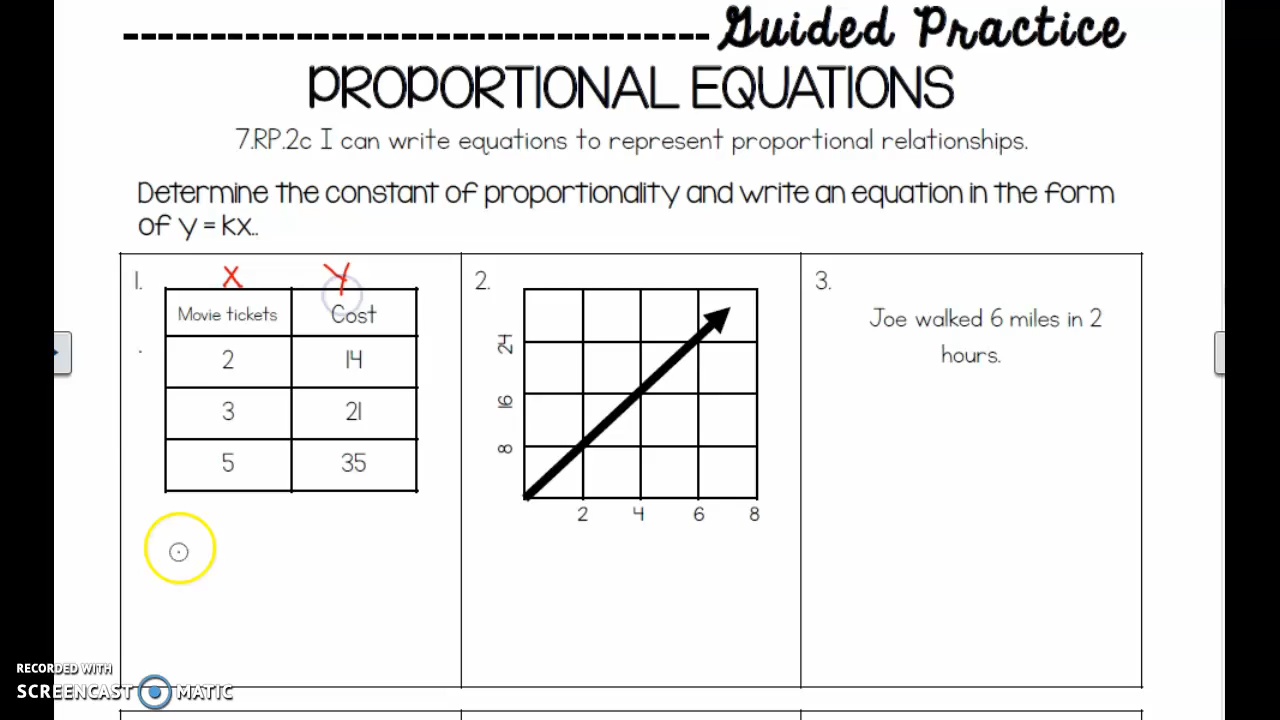 Guided Practice
PROPORTIONAL EQUATIONS
7.RP.2c I can write equations to represent proportional relationships.
Determine the constant of proportionality and write an equation in the form
of y = kx..
1.
X Y
Movie tickets Cost
2 14
3 21
5 35
2.
24
16
8
2 4 6 8
3.
Joe walked 6 miles in 2
hours.
RECORDED WITH
SCREENCAST MATIC